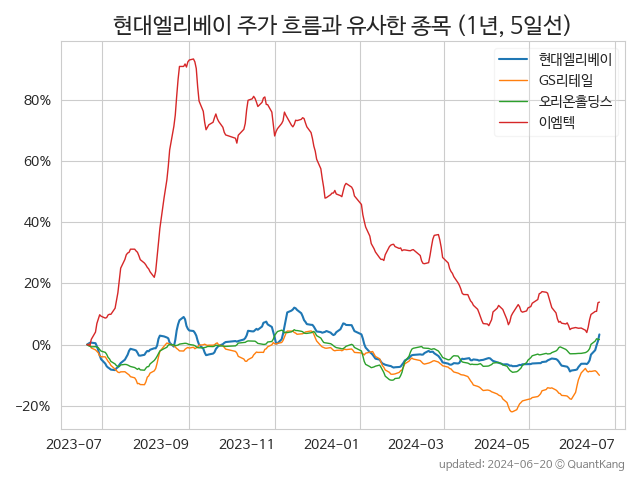 현대엘리베이 주가 흐름과 유사한 종목 (1년, 5일선)
현대엘리베이
GS리테일
오리온홀딩스
이엠텍
80%
60%
40%
20%
0%
−20%
2023-07
2023-09
2023-11
2024-01
2024-03
2024-05
2024-07
updated: 2024-06-20 © QuantKang